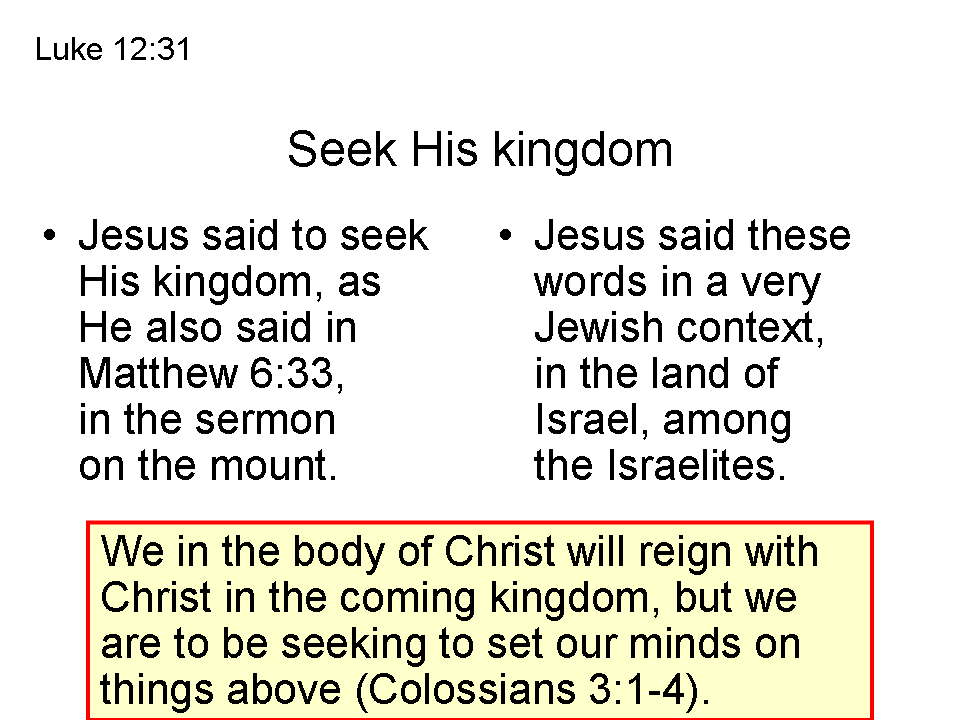 Luke 12:31
Seek His kingdom
• Jesus said to seek
His kingdom, as
He also said in
Matthew 6:33,
in the sermon
on the mount.
• Jesus said these
words in a very
Jewish context,
in the land of
Israel, among
the Israelites.
We in the body of Christ will reign with
Christ in the coming kingdom, but we
are to be seeking to set our minds on
things above (Colossians 3:1-4).